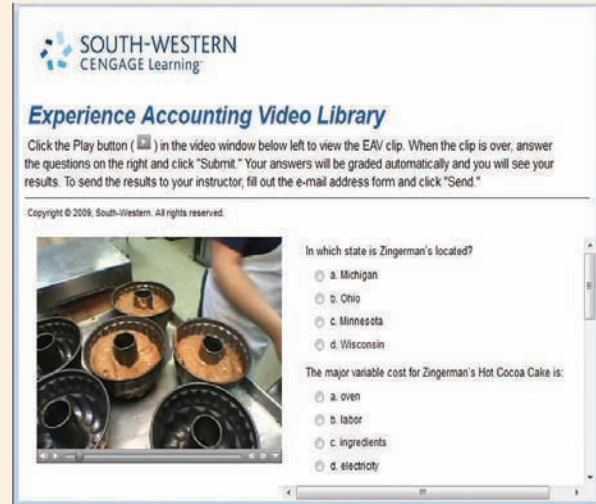 SOUTH-WESTERN
CENGAGE Learning™
Experience Accounting Video Library
Click the Play button ( ) in the video window below left to view the EAV clip. When the clip is over, answer
the questions on the right and click "Submit." Your answers will be graded automatically and you will see your
results. To send the results to your instructor, fill out the e-mail address form and click "Send."
Copyright © 2009, South-Western. All rights reserved.
In which state is Zingerman's located?
a. Michigan
b. Ohio
c. Minnesota
d. Wisconsin
The major variable cost for Zingerman's Hot Cocoa Cake is:
a. oven
b. labor
c. ingredients
d. electricity